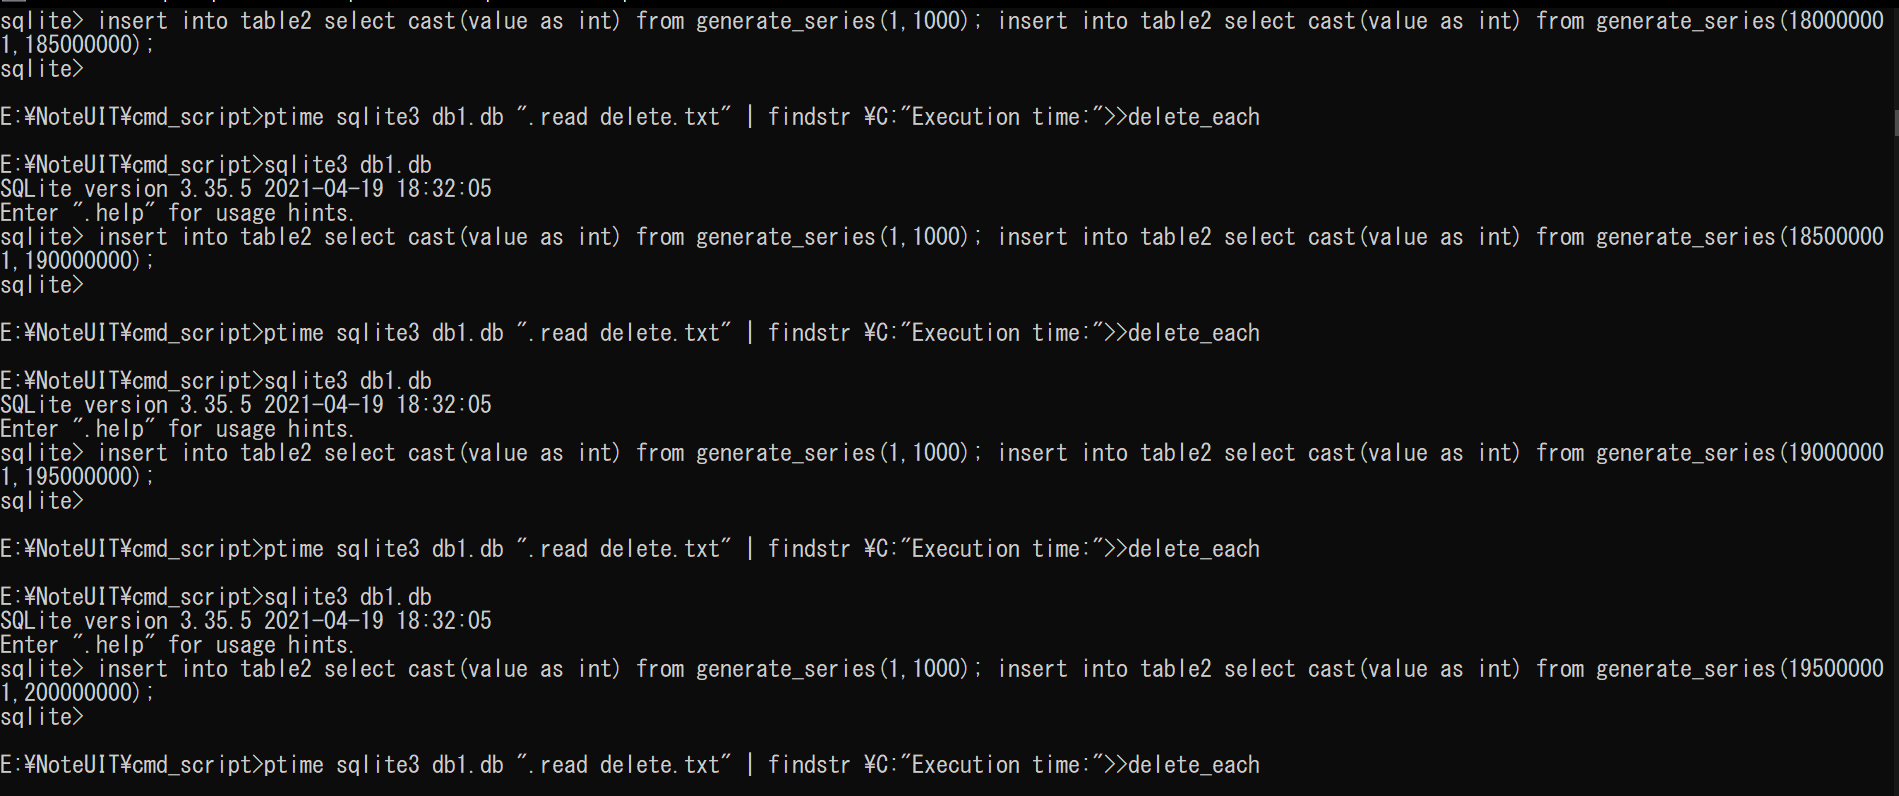 sqlite> insert into table2 select cast(value as int) from generate_series(1,1000); insert into table2 select cast(value as int) from generate_series(18000000
1,185000000);
sqlite>
E:¥NoteUIT¥cmd_script>ptime sqlite3 db1.db ".read delete.txt" | findstr ¥C:"Execution time:">>delete_each
E:¥NoteUIT¥cmd_script>sqlite3 db1.db
SQLite version 3.35.5 2021-04-19 18:32:05
Enter ".help" for usage hints.
sqlite> insert into table2 select cast(value as int) from generate_series(1,1000); insert into table2 select cast(value as int) from generate_series(18500000
1,190000000);
sqlite>
E:¥NoteUIT¥cmd_script>ptime sqlite3 db1.db ".read delete.txt" | findstr ¥C:"Execution time:">>delete_each
E:¥NoteUIT¥cmd_script>sqlite3 db1.db
SQLite version 3.35.5 2021-04-19 18:32:05
Enter ".help" for usage hints.
sqlite> insert into table2 select cast(value as int) from generate_series(1,1000); insert into table2 select cast(value as int) from generate_series(19000000
1,195000000);
sqlite>
E:¥NoteUIT¥cmd_script>ptime sqlite3 db1.db ".read delete.txt" | findstr ¥C:"Execution time:">>delete_each
E:¥NoteUIT¥cmd_script>sqlite3 db1.db
SQLite version 3.35.5 2021-04-19 18:32:05
Enter ".help" for usage hints.
sqlite> insert into table2 select cast(value as int) from generate_series(1,1000); insert into table2 select cast(value as int) from generate_series(19500000
1,200000000);
sqlite>
E:¥NoteUIT¥cmd_script>ptime sqlite3 db1.db ".read delete.txt" | findstr ¥C:"Execution time:">>delete_each